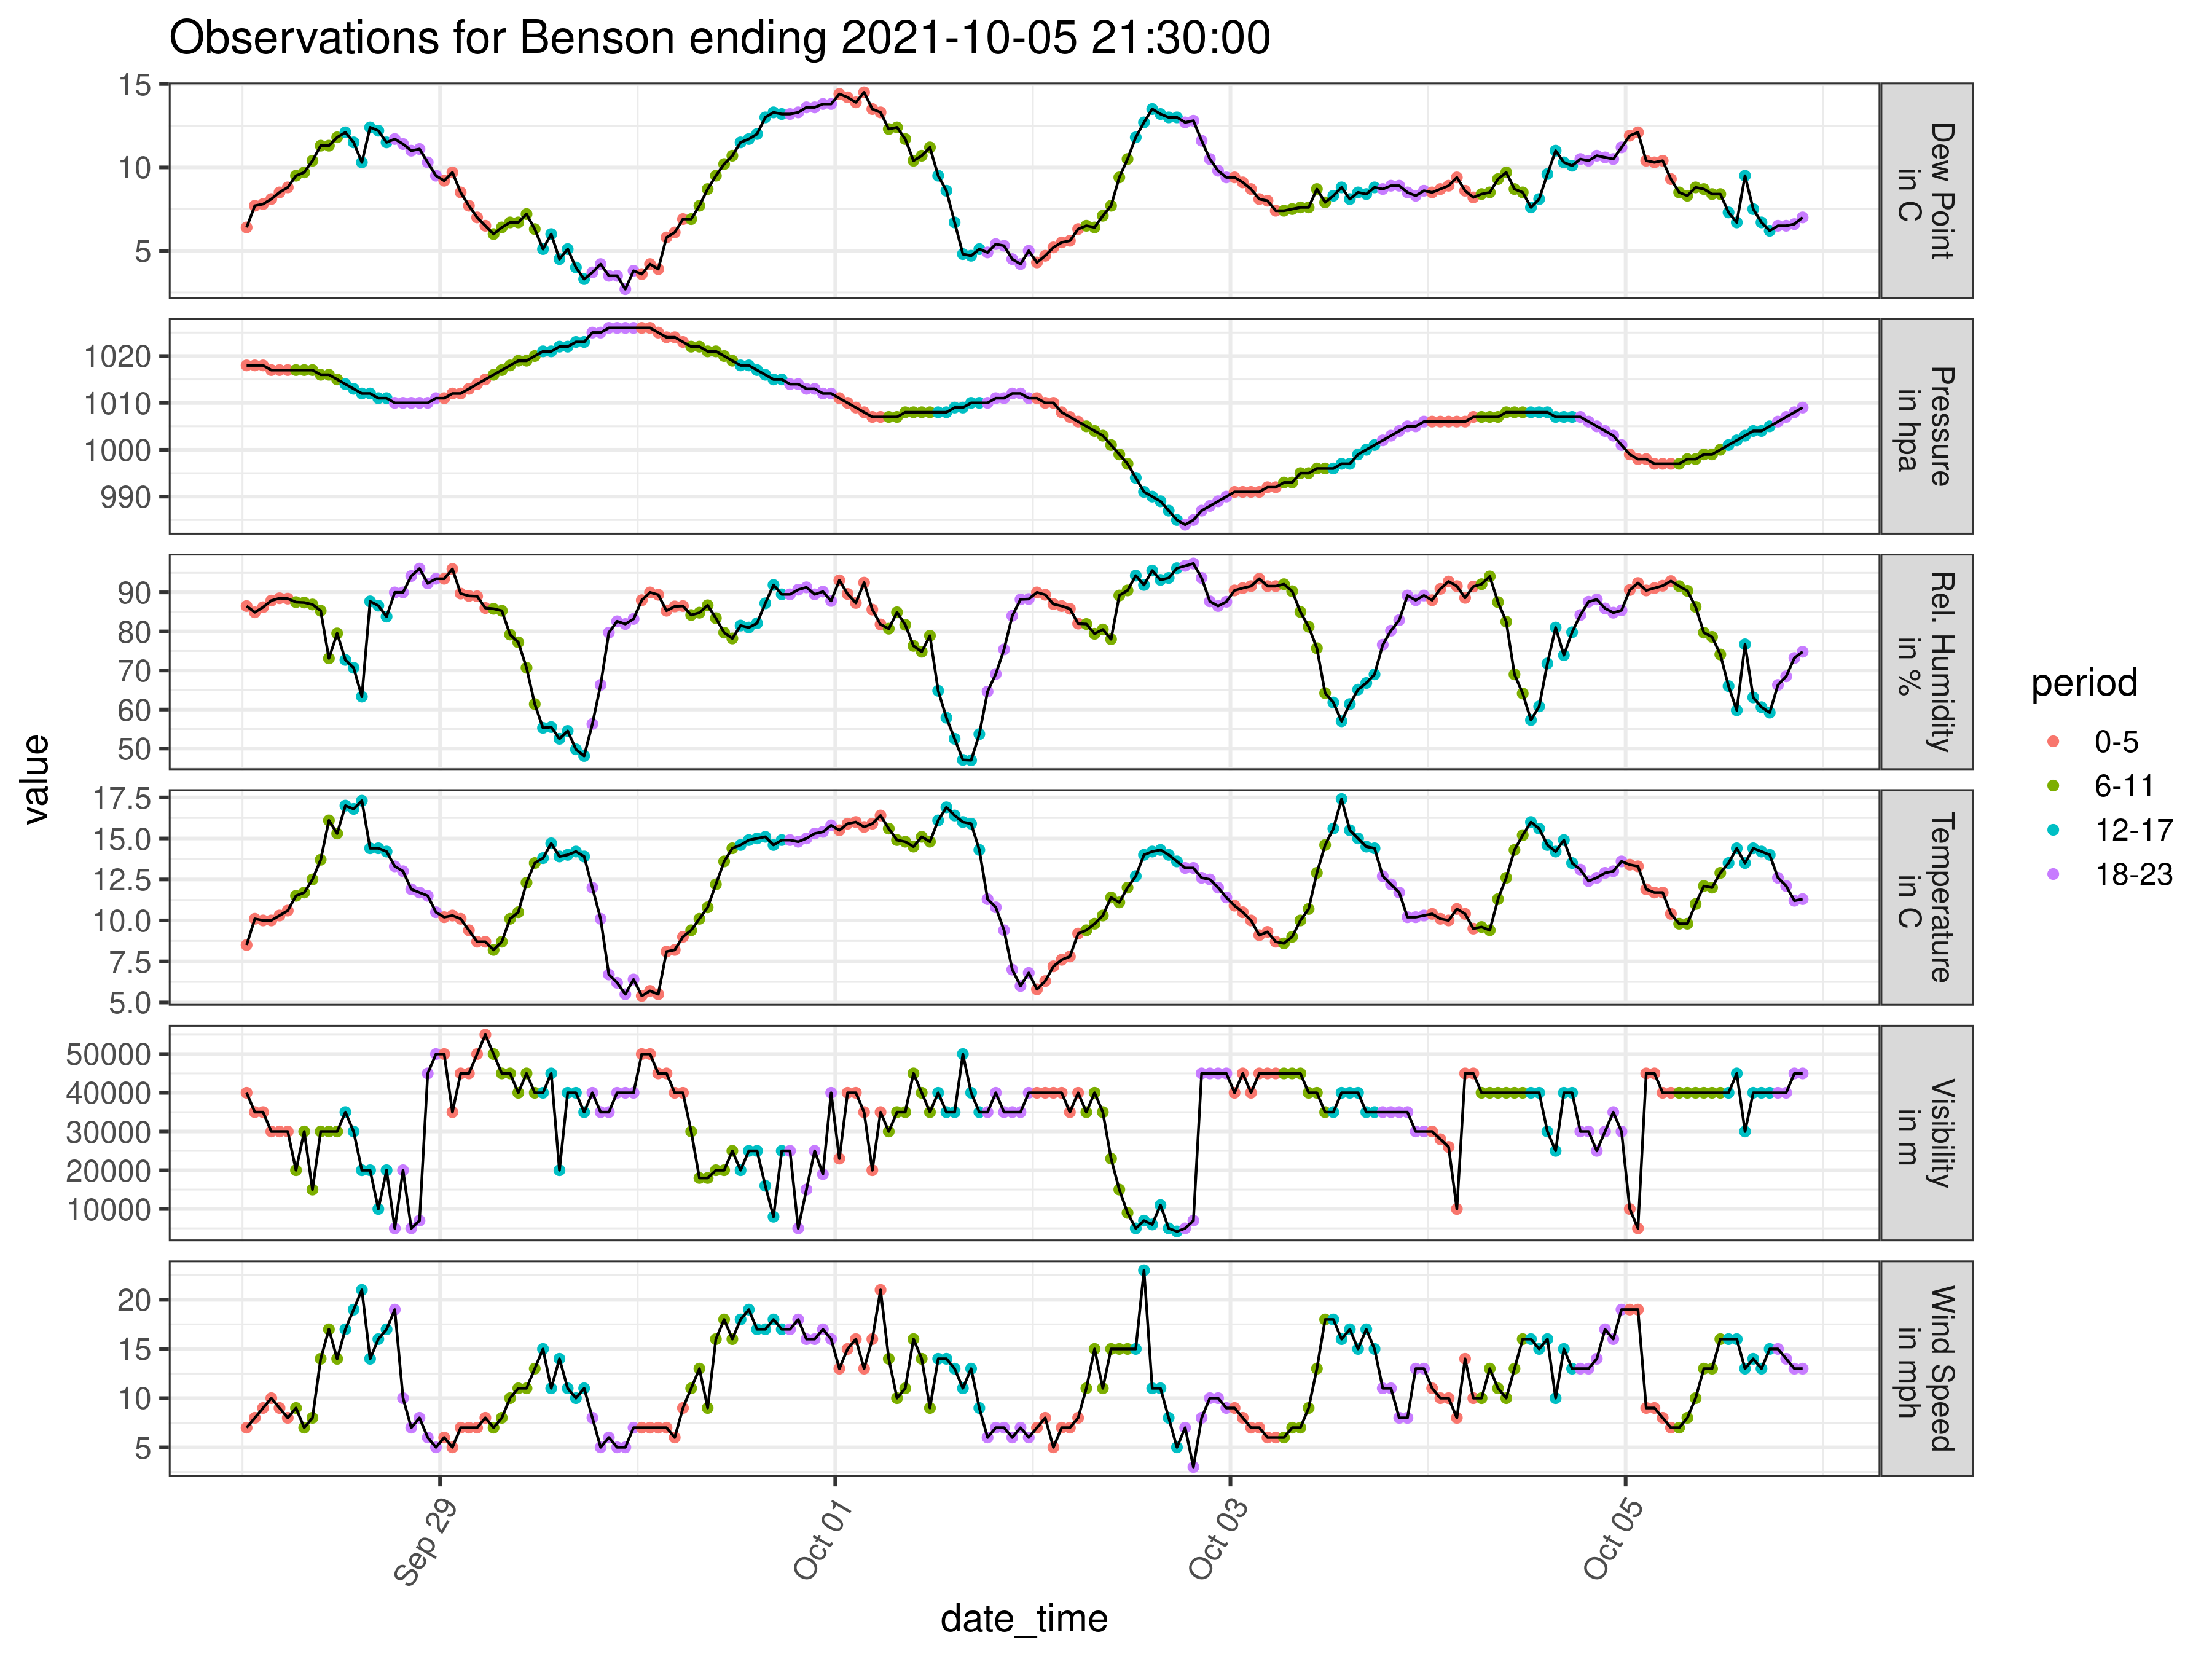 Observations for Benson ending 2021-10-05 21:30:00
15
10
5
Dew Point
in C
1020
1010
1000
990
Pressure
in hpa
90
80
70
60
50
Rel. Humidity
in %
17.5
15.0
12.5
10.0
7.5
5.0
Temperature
in C
50000
40000
30000
20000
10000
Visibility
in m
20
15
10
5
Wind Speed
in mph
value
Sep 29
Oct 01
Oct 03
Oct 05
date_time
period
0-5
6-11
12-17
18-23